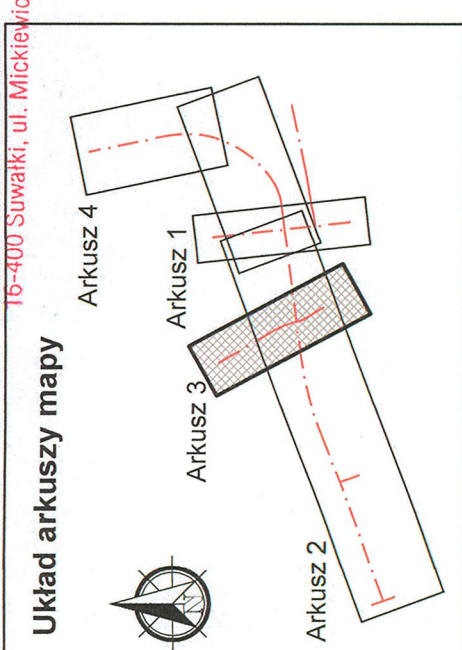 16-400 Suwałki, ul. Mickiewic
Układ arkuszy mapy
Arkusz 4
Arkusz 1
Arkusz 3
Arkusz 2
N